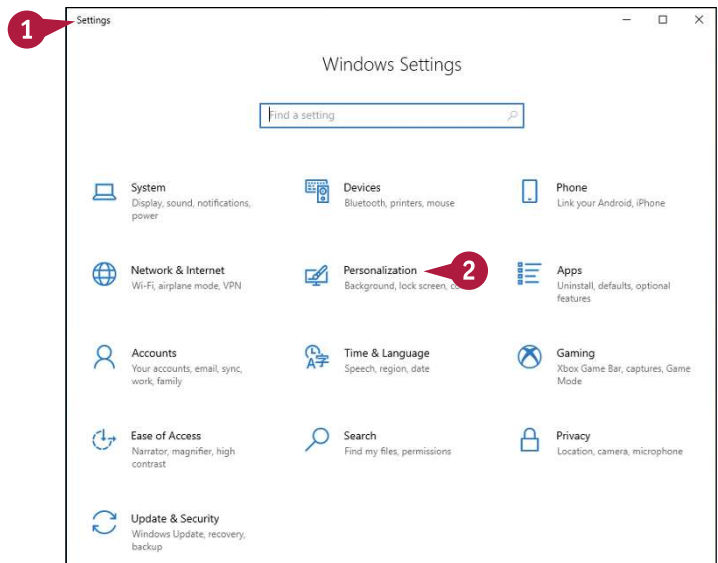 1
Settings
Windows Settings
Find a setting
System
Display, sound, notifications,
power
Devices
Bluetooth, printers, mouse
Phone
Link your Android, iPhone
Network & Internet
Wi-Fi, airplane mode, VPN
Personalization
2
Background, lock screen,
Apps
Uninstall, defaults, optional
features
Accounts
Your accounts, email, sync,
work, family
Time & Language
Speech, region, date
Gaming
Xbox Game Bar, captures, Game
Mode
Ease of Access
Narrator, magnifier, high
contrast
Search
Find my files, permissions
Privacy
Location, camera, microphone
Update & Security
Windows Update, recovery,
backup